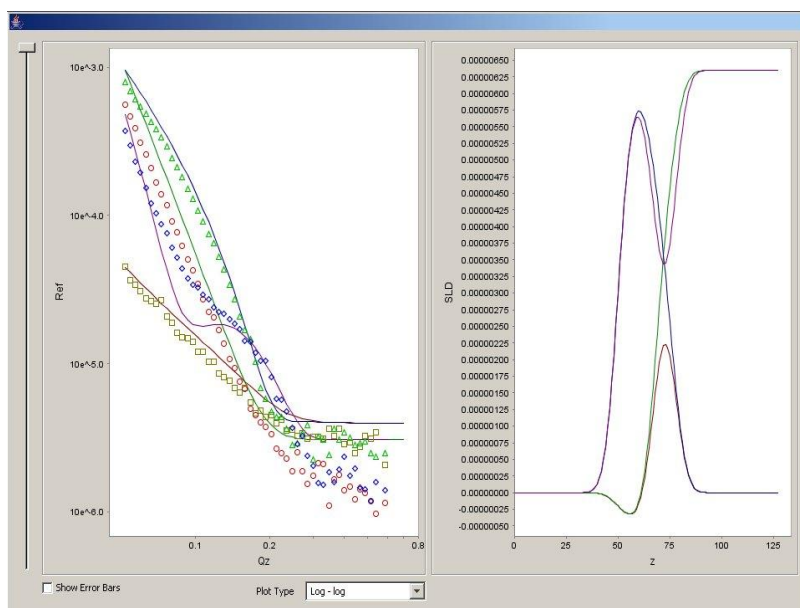 10e^-3.0
10e^-4.0
10e^-5.0
10e^-6.0
Ref
0.1 0.2 0.8
Qz
0.00000650
0.00000625
0.00000600
0.00000575
0.00000550
0.00000525
0.00000500
0.00000475
0.00000450
0.00000425
0.00000400
0.00000375
0.00000350
0.00000325
0.00000300
0.00000275
0.00000250
0.00000225
0.00000200
0.00000175
0.00000150
0.00000125
0.00000100
0.00000075
0.00000050
0.00000025
0.00000000
-0.00000025
-0.00000050
SLD
0 25 50 75 100 125
z
Show Error Bars
Plot Type Log - log